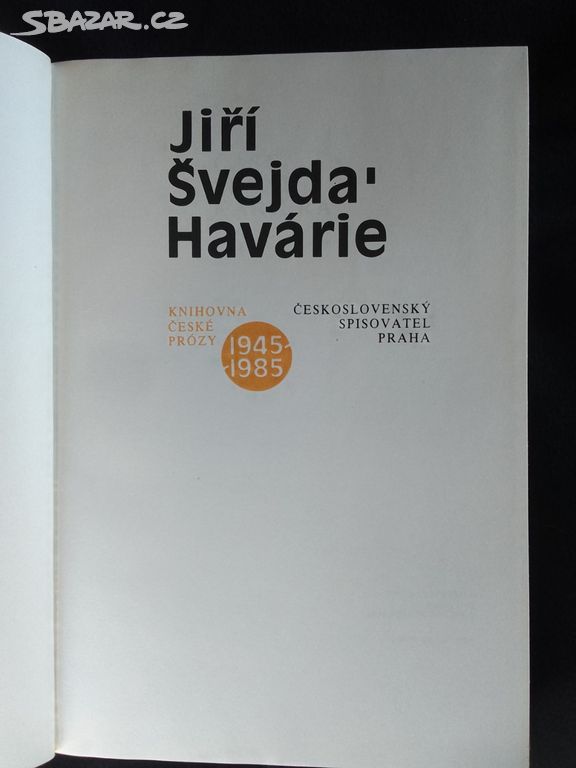 SBAZAR.CZ
Jiří
Švejda'
Havárie
KNIHOVNA
ČESKÉ
PRÓZY
1945-
-1985
ČESKOSLOVENSKÝ
SPISOVATEL
PRAHA